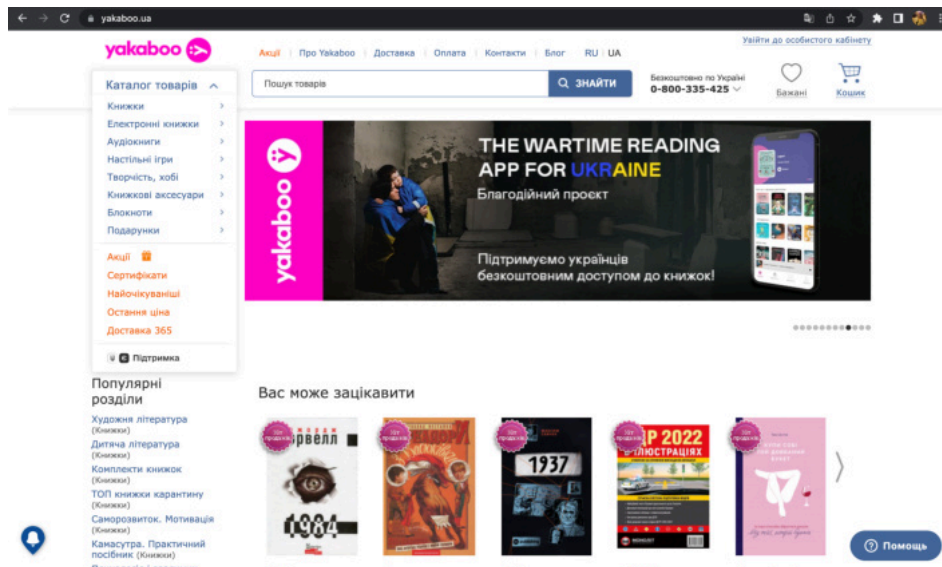 yakaboo.ua
yakaboo
Акції
Про Yakaboo
Доставка
Оплата
Контакти
Блог
RU
UA
Увійти до особистого кабінету
Каталог товарів
Пошук товарів
ЗНАЙТИ
Безкоштовно по Україні
0-800-335-425
Бажані
Кошик
Книжки
Електронні книжки
Аудіокниги
Настільні ігри
Творчість, хобі
Книжкові аксесуари
Блокноти
Подарунки
Акції
Сертифікати
Найочікуваніші
Остання ціна
Доставка 365
Підтримка
yakaboo
THE WARTIME READING
APP FOR UKRAINE
Благодійний проєкт
Підтримуємо українців
безкоштовним доступом до книжок!
Популярні
розділи
Художня література
(Книжки)
Дитяча література
(Книжки)
Комплекти книжок
(Книжки)
ТОП книжки карантину
(Книжки)
Саморозвиток. Мотивація
(Книжки)
Камасутра. Практичний
посібник (Книжки)
Вас може зацікавити
1984
1937
ПДР 2022
В ІЛЮСТРАЦІЯХ
Помощь